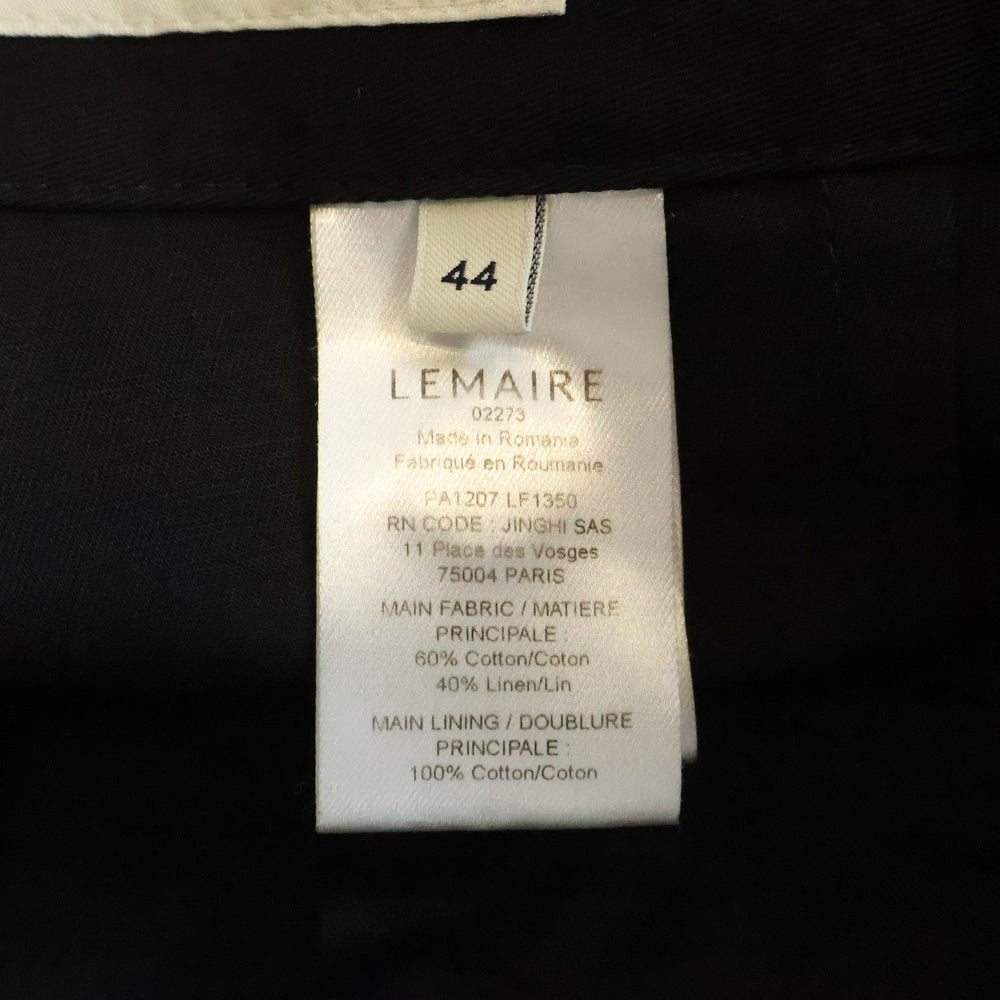 44
LEMAIRE
02273
Made in Romania
Fabriqué en Roumanie
PA1207 LF1350
RN CODE : JINGHI SAS
11 Place des Vosges
75004 PARIS
MAIN FABRIC / MATIERE
PRINCIPALE :
60% Cotton/Coton
40% Linen/Lin
MAIN LINING / DOUBLURE
PRINCIPALE :
100% Cotton/Coton